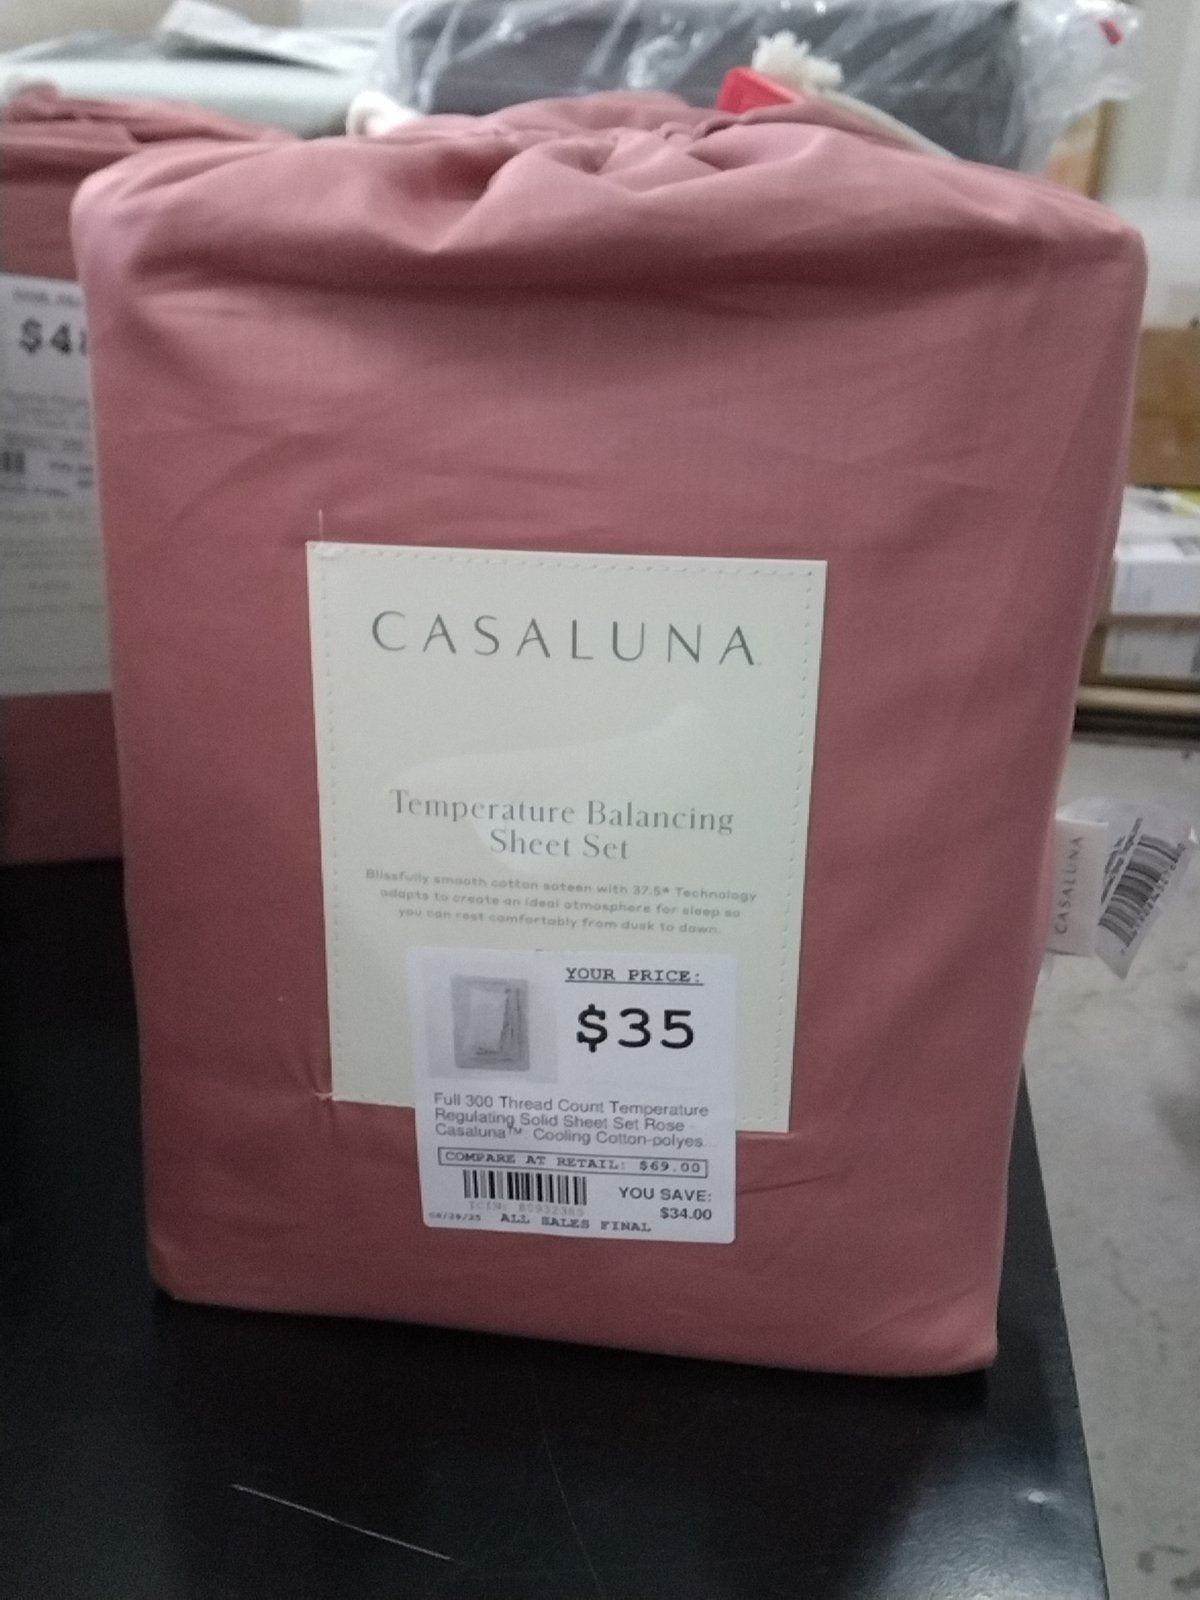 CASALUNA
Temperature Balancing
Sheet Set
Blissfully smooth cotton sateen with 37.5® Technology
adapts to create an ideal atmosphere for sleep so
you can rest comfortably from dusk to dawn.
YOUR PRICE:
$35
Full 300 Thread Count Temperature
Regulating Solid Sheet Set Rose -
Casaluna™: Cooling Cotton-polyes...
COMPARE AT RETAIL: $69.00
YOU SAVE:
$34.00
TCIN:
ALL SALES FINAL
CASALUNA